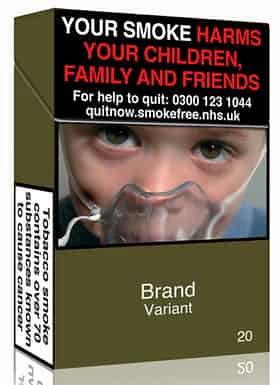 YOUR SMOKE HARMS
YOUR CHILDREN,
FAMILY AND FRIENDS
For help to quit: 0300 123 1044
quitnow.smokefree.nhs.uk
Tobacco smoke
contains over 70
substances known
to cause cancer
Brand
Variant
20